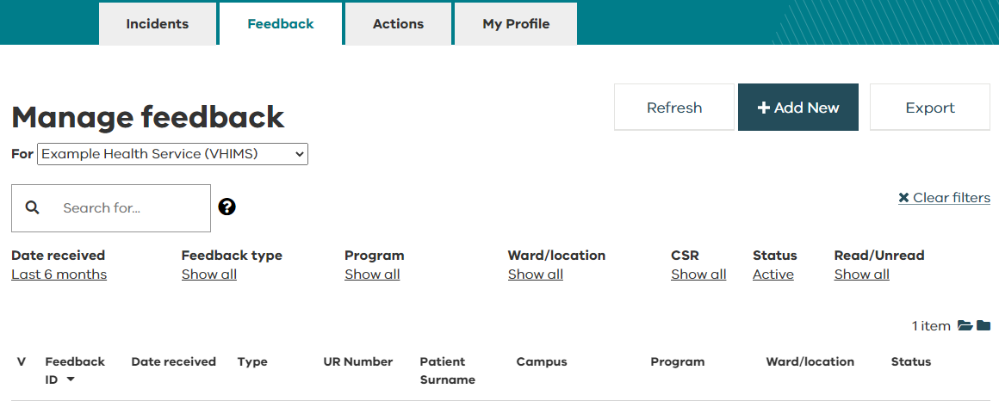 Incidents Feedback Actions My Profile
Manage feedback
Refresh + Add New Export
For Example Health Service (VHIMS)
Search for... ?
Clear filters
Date received Feedback type Program Ward/location CSR Status Read/Unread
Last 6 months Show all Show all Show all Show all Active Show all
1 item
V Feedback ID Date received Type UR Number Patient Surname Campus Program Ward/location Status